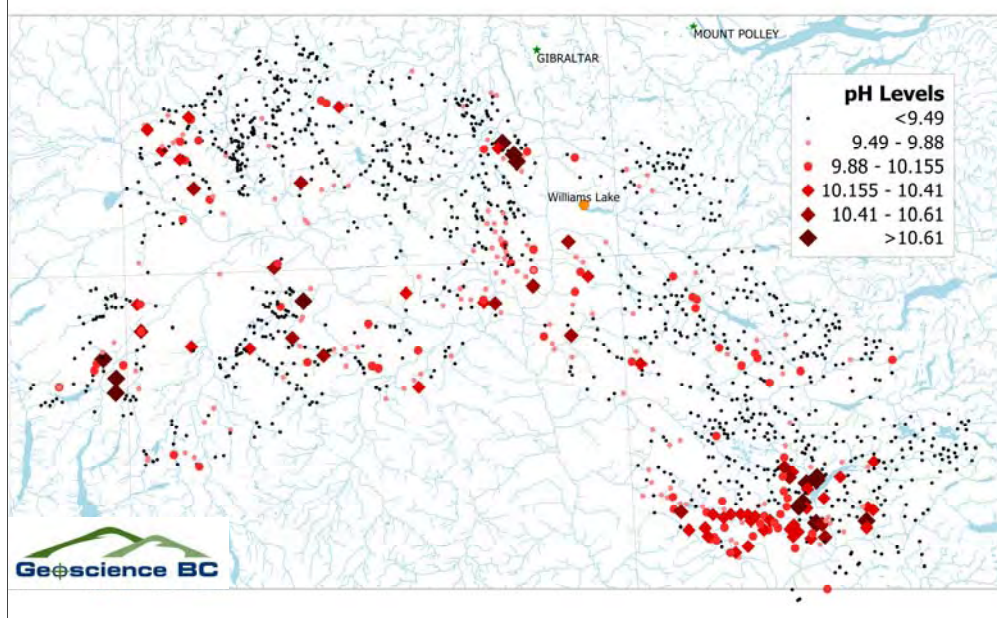 MOUNT POLLEY
GIBRALTAR
pH Levels
<9.49
9.49 - 9.88
9.88 - 10.155
10.155 - 10.41
10.41 - 10.61
>10.61
Williams Lake
Geoscience BC